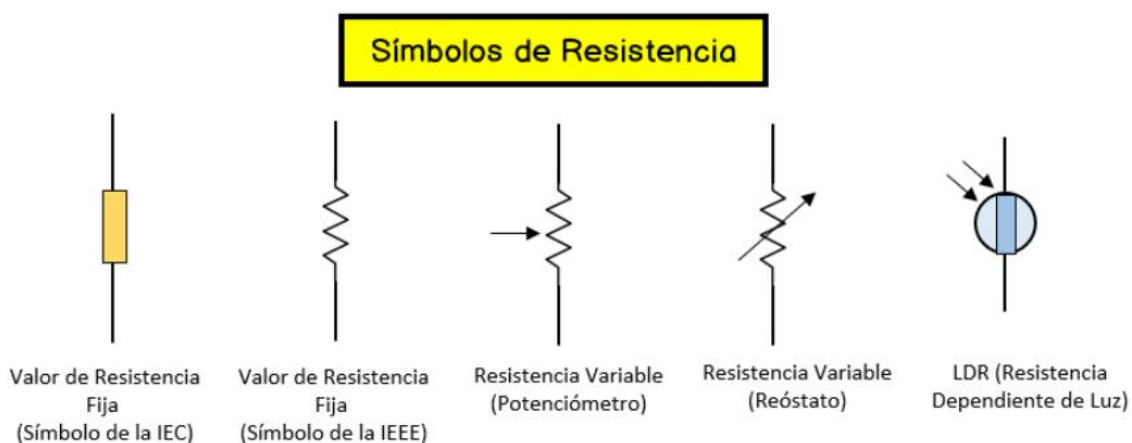 Símbolos de Resistencia
Valor de Resistencia
Fija
(Símbolo de la IEC)
Valor de Resistencia
Fija
(Símbolo de la IEEE)
Resistencia Variable
(Potenciómetro)
Resistencia Variable
(Reóstato)
LDR (Resistencia
Dependiente de Luz)